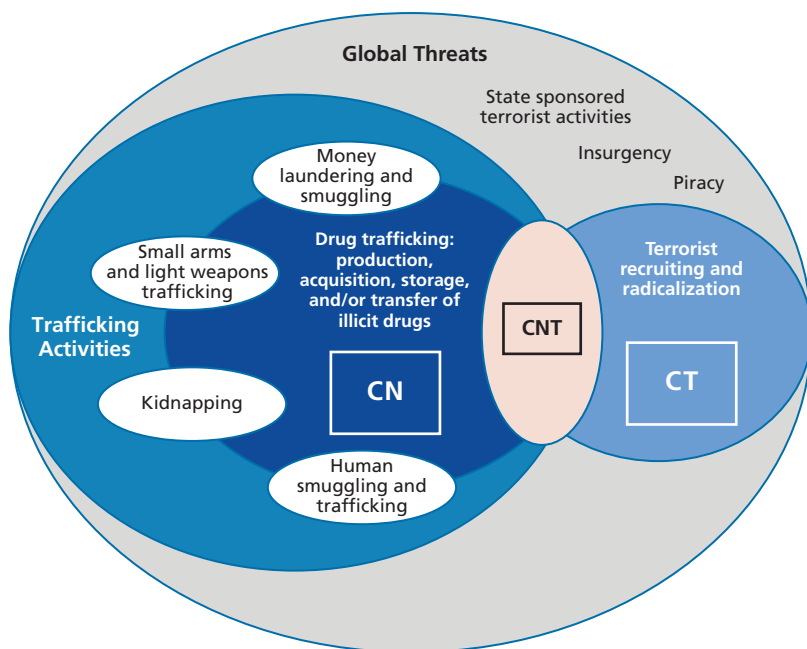 Global Threats
State sponsored
terrorist activities
Insurgency
Piracy
Money
laundering and
smuggling
Small arms
and light weapons
trafficking
Drug trafficking:
production,
acquisition, storage,
and/or transfer of
illicit drugs
Terrorist
recruiting and
radicalization
Trafficking
Activities
CNT
CN
CT
Kidnapping
Human
smuggling and
trafficking